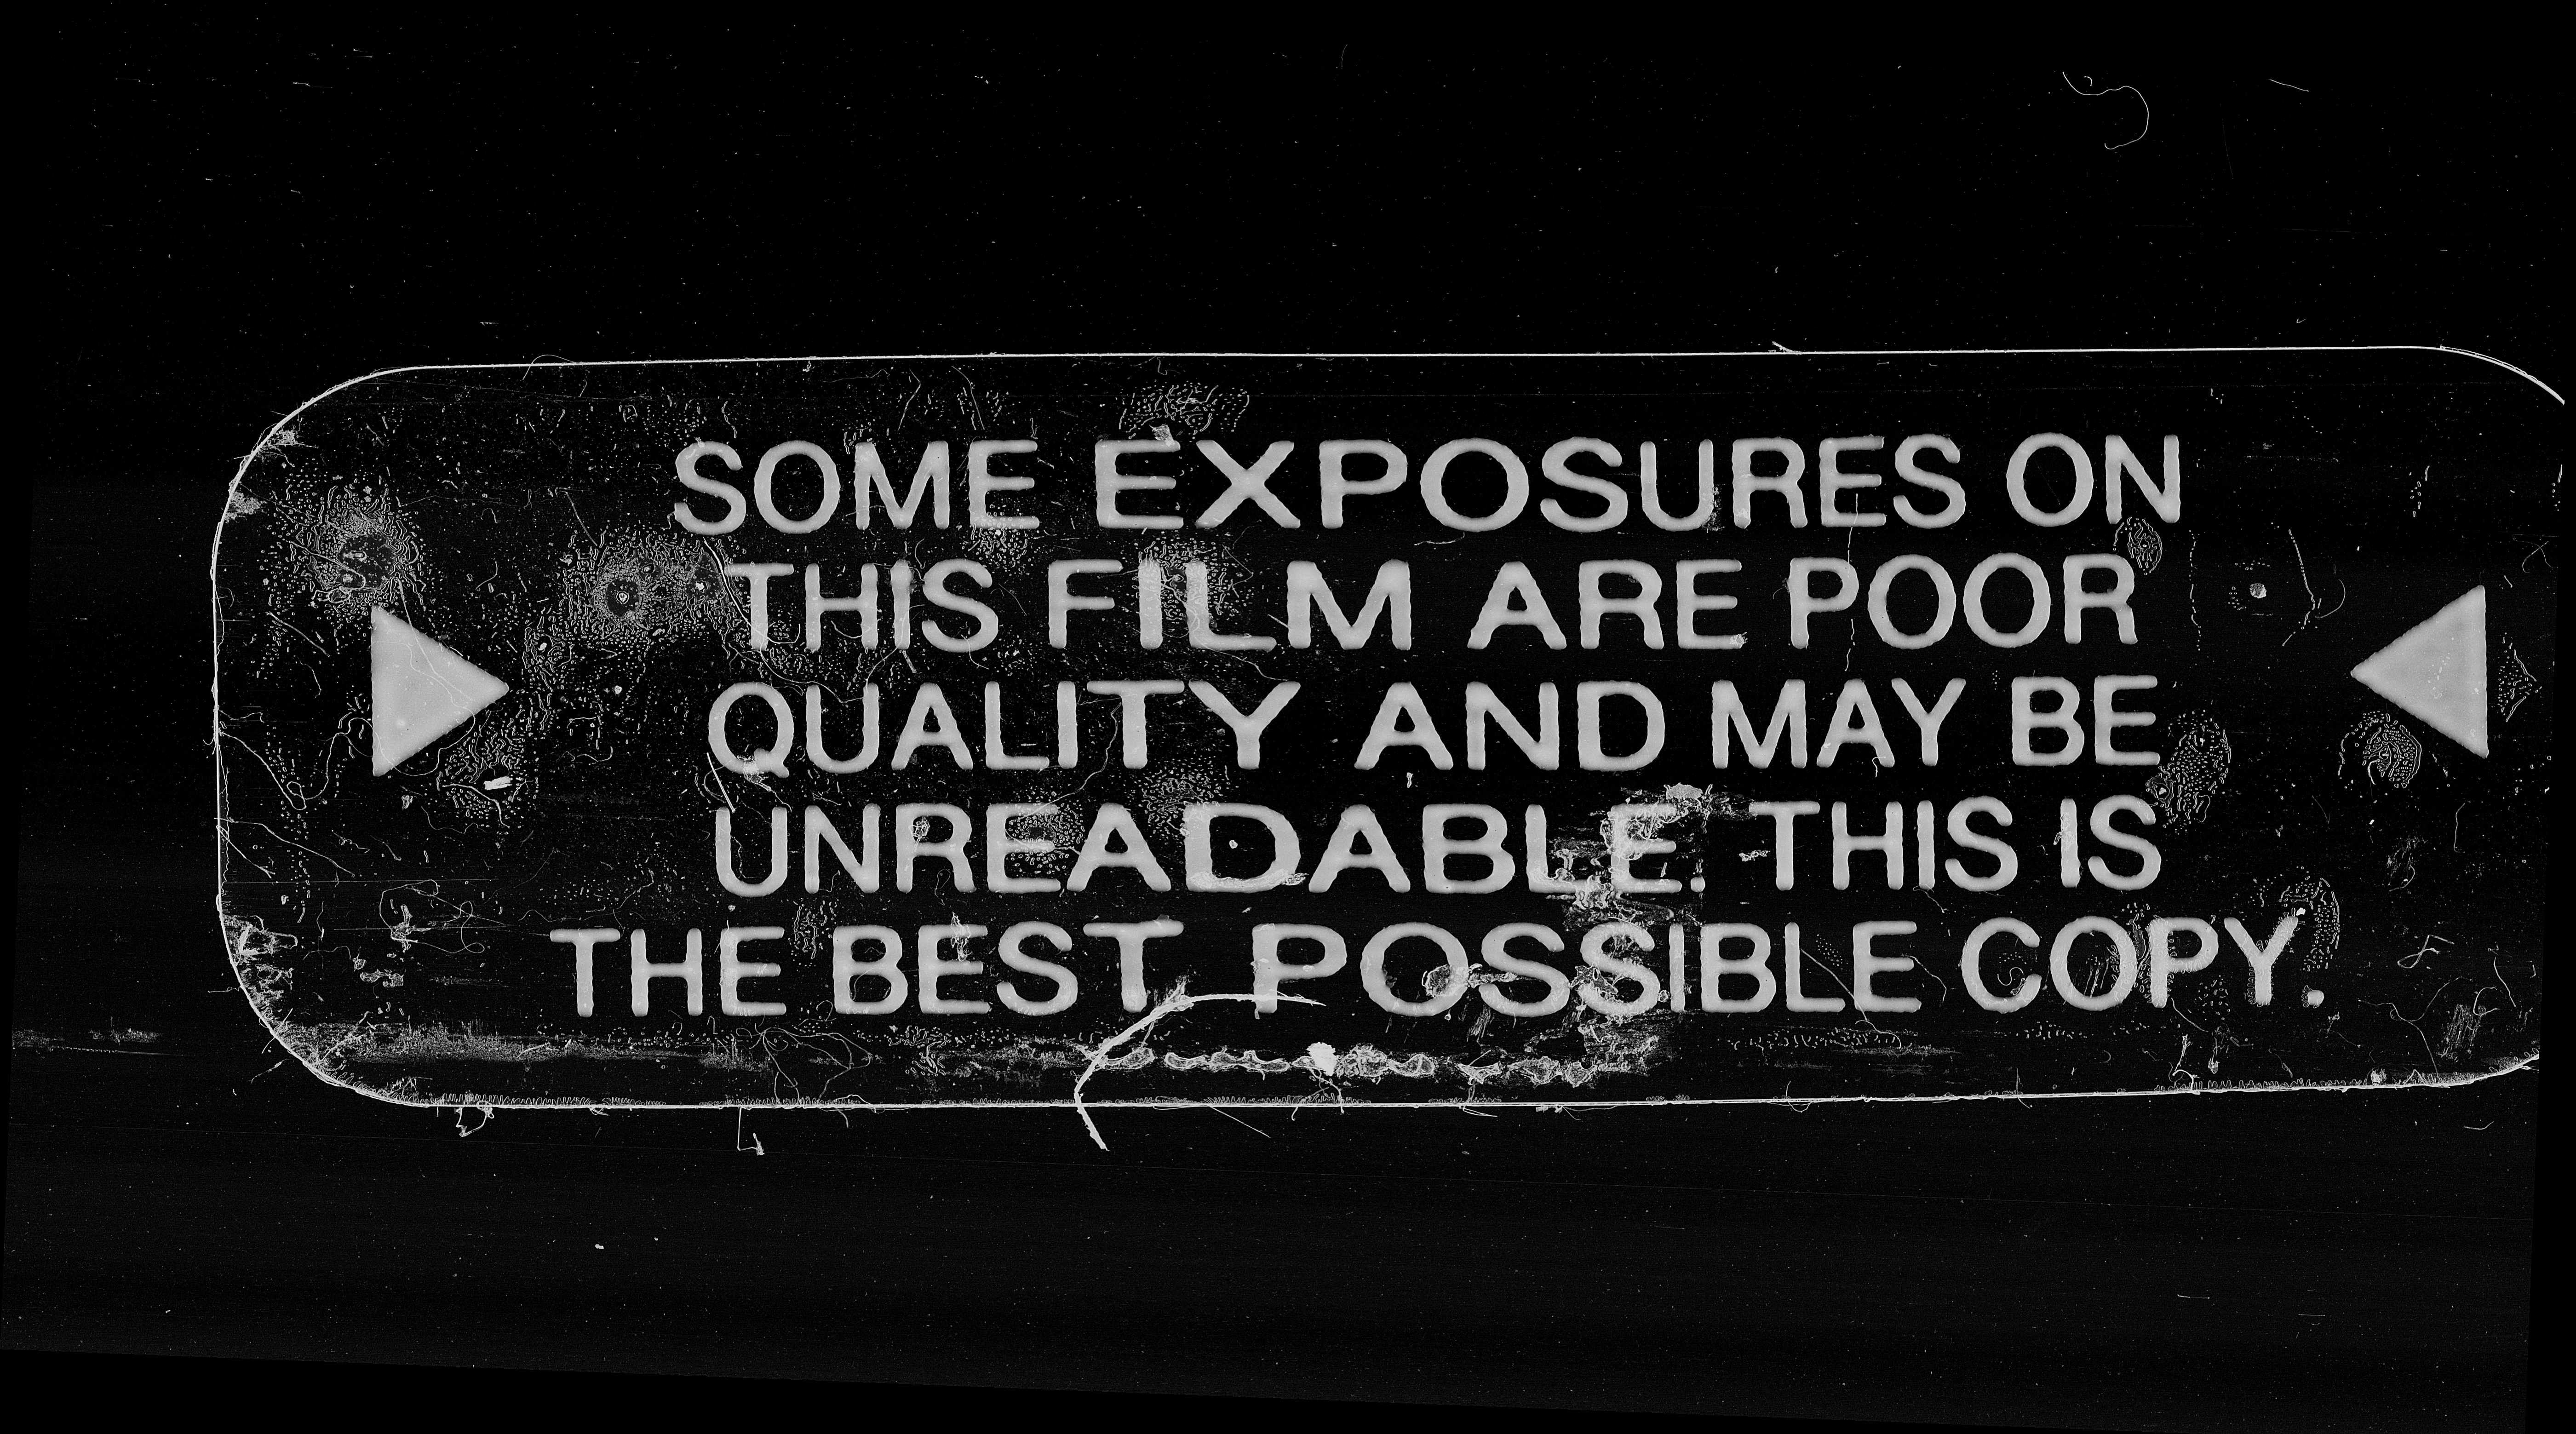 SOME EXPOSURES ON
THIS FILM ARE POOR
QUALITY AND MAY BE
UNREADABLE. THIS IS
THE BEST POSSIBLE COPY.